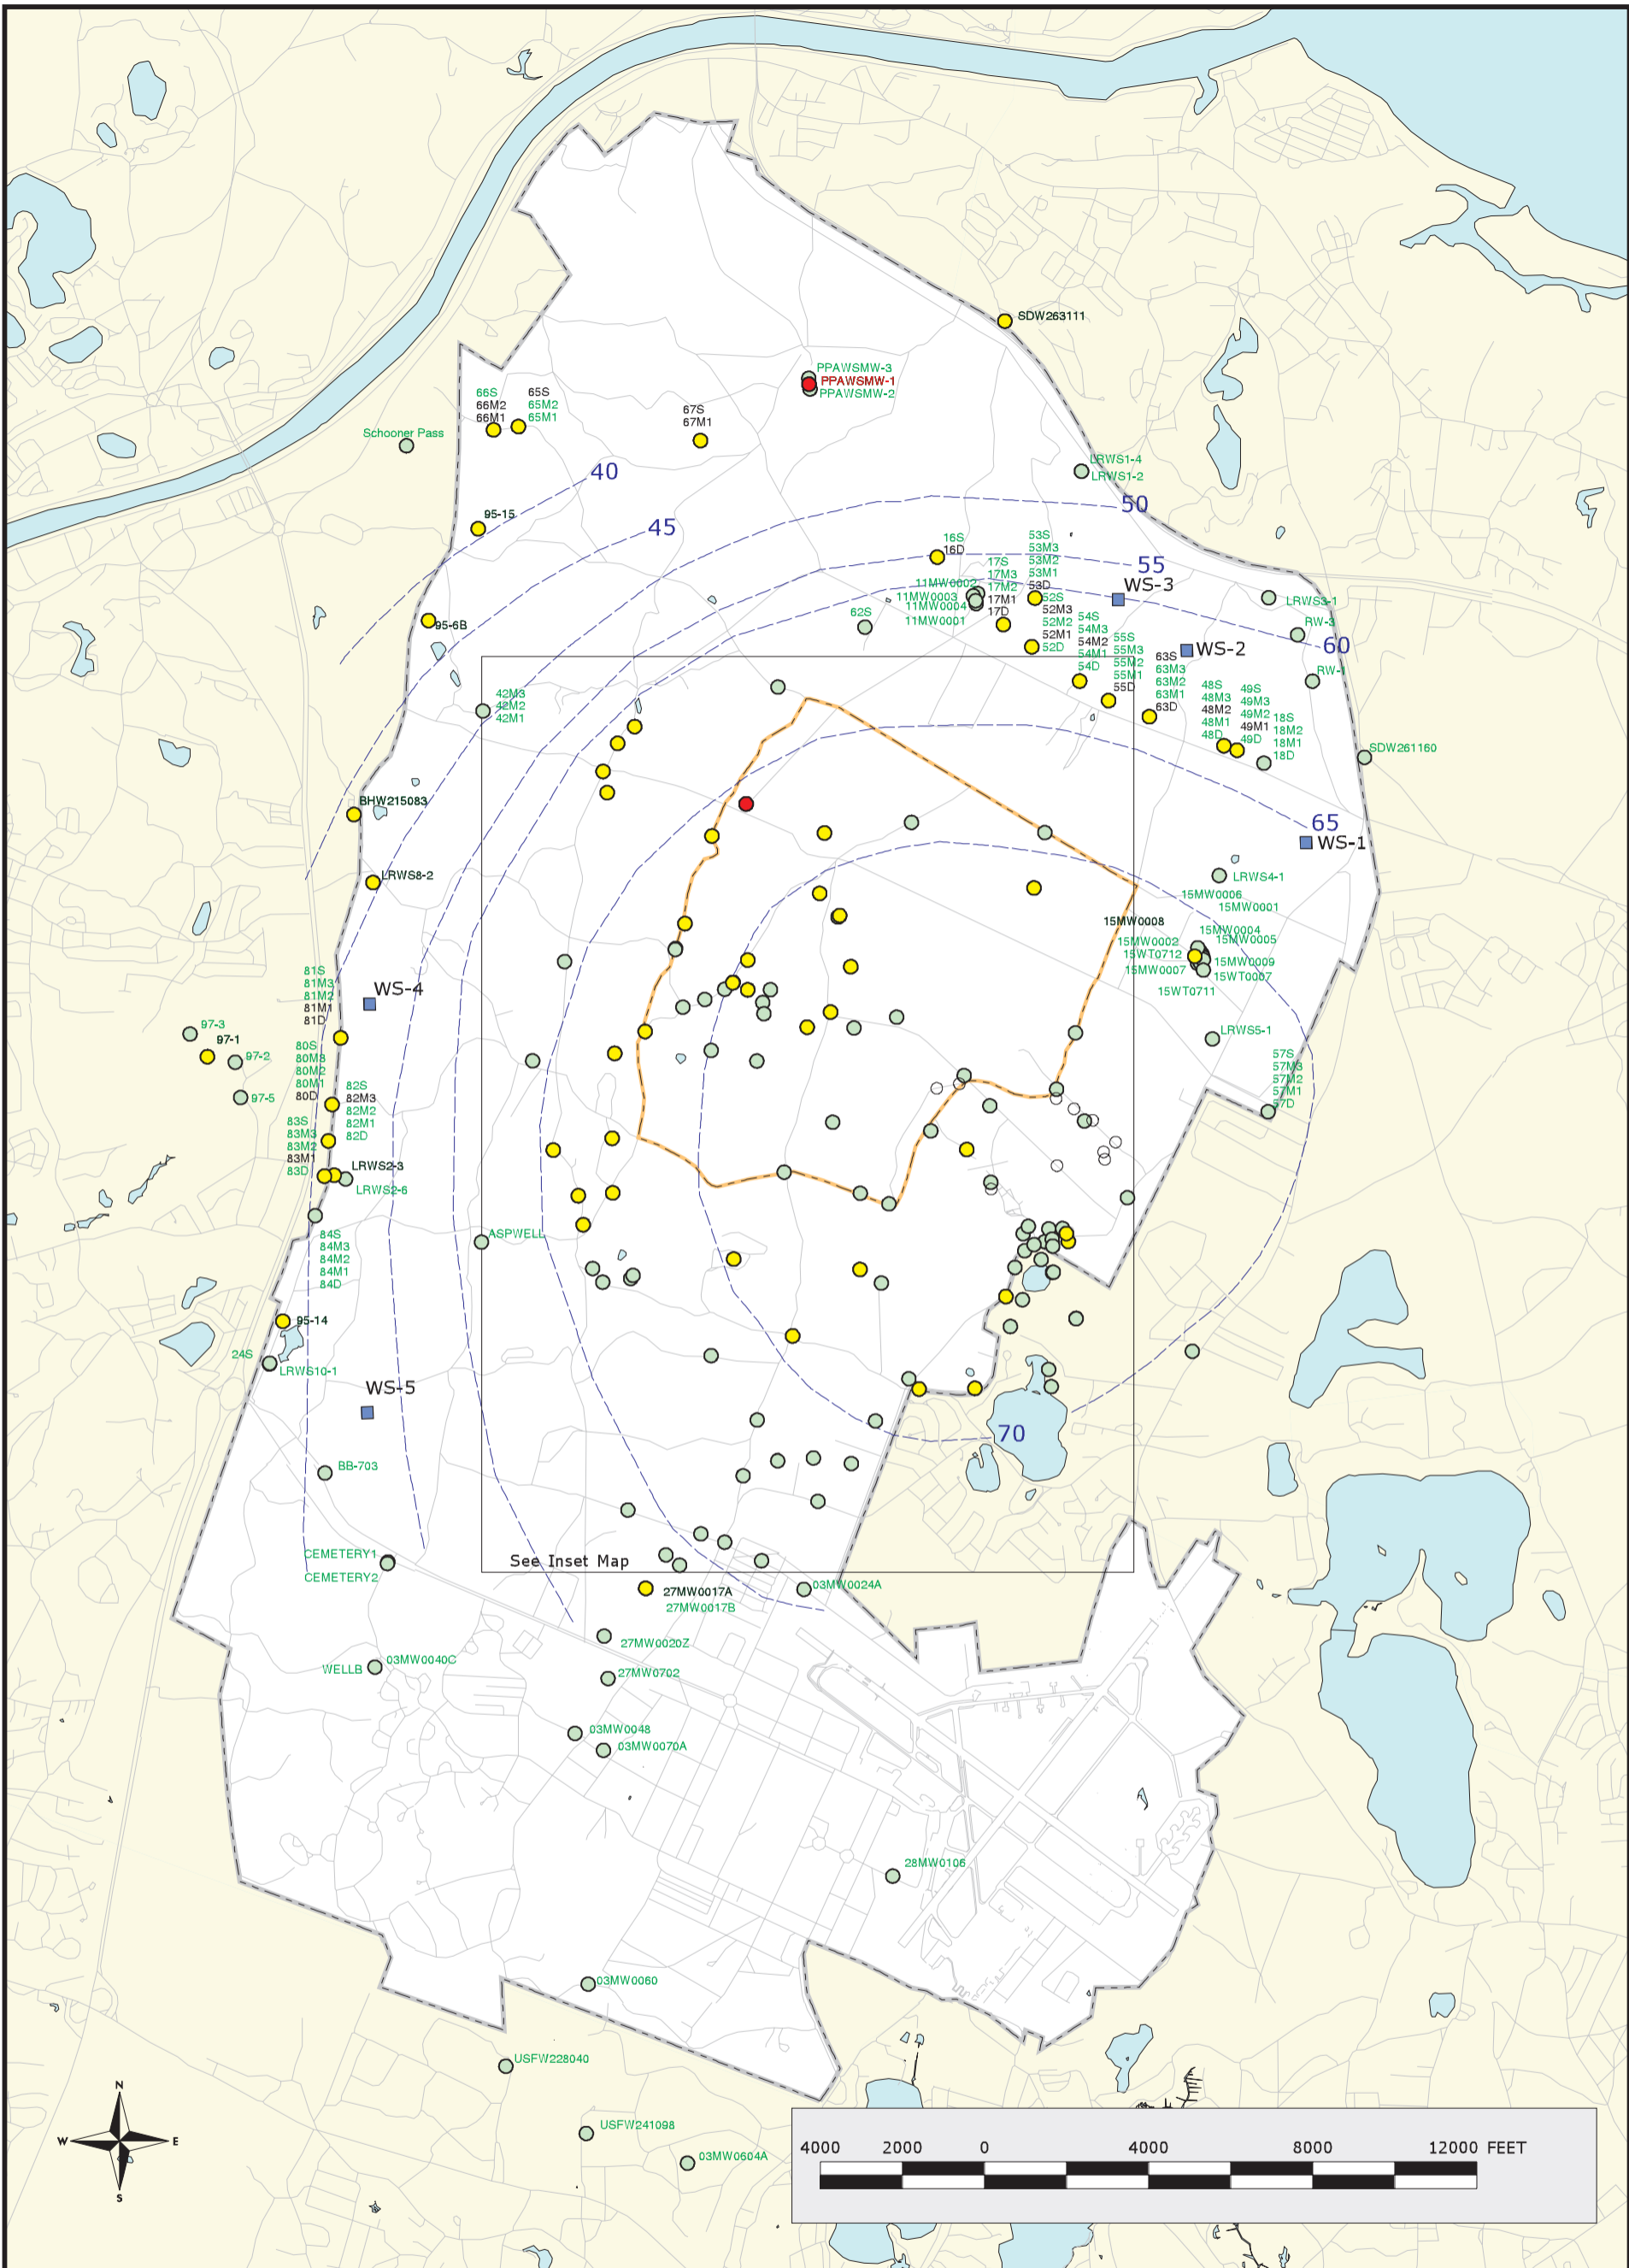 SDW263111
PPAWSMW-3
PPAWSMW-1
PPAWSMW-2
66S
66M2
66M1
65S
65M2
65M1
67S
67M1
Schooner Pass
LRWS1-4
LRWS1-2
40
45
50
55
60
65
70
95-15
16S
16D
53S
53M3
53M2
53M1
53D
17S
17M3
17M2
17M1
17D
11MW0002
11MW0003
11MW0004
11MW0001
WS-3
52S
52M3
52M2
52M1
52D
LRWS3-1
RW-3
RW-1
62S
95-6B
54S
54M3
54M2
54M1
54D
55S
55M3
55M2
55M1
55D
WS-2
63S
63M3
63M2
63M1
63D
48S
48M3
48M2
48M1
48D
49S
49M3
49M2
49M1
49D
18S
18M2
18M1
18D
42M3
42M2
42M1
SDW261160
BHW215083
WS-1
LRWS8-2
LRWS4-1
15MW0006
15MW0001
15MW0008
15MW0004
15MW0002
15MW0005
15WT0712
15MW0009
15MW0007
15WT0007
15WT0711
81S
81M3
81M2
81M1
81D
WS-4
97-3
97-1
97-2
97-5
LRWS5-1
80S
80M3
80M2
80M1
80D
82S
82M3
82M2
82M1
82D
57S
57M3
57M2
57M1
57D
83S
83M3
83M2
83M1
83D
LRWS2-3
LRWS2-6
ASPWELL
84S
84M3
84M2
84M1
84D
95-14
24S
LRWS10-1
WS-5
BB-703
CEMETERY1
CEMETERY2
See Inset Map
27MW0017A
27MW0017B
03MW0024A
27MW0020Z
WELLB
03MW0040C
27MW0702
03MW0048
03MW0070A
28MW0106
03MW0060
USFW228040
USFW241098
03MW0604A
N
W
E
S
4000 2000 0 4000 8000 12000 FEET